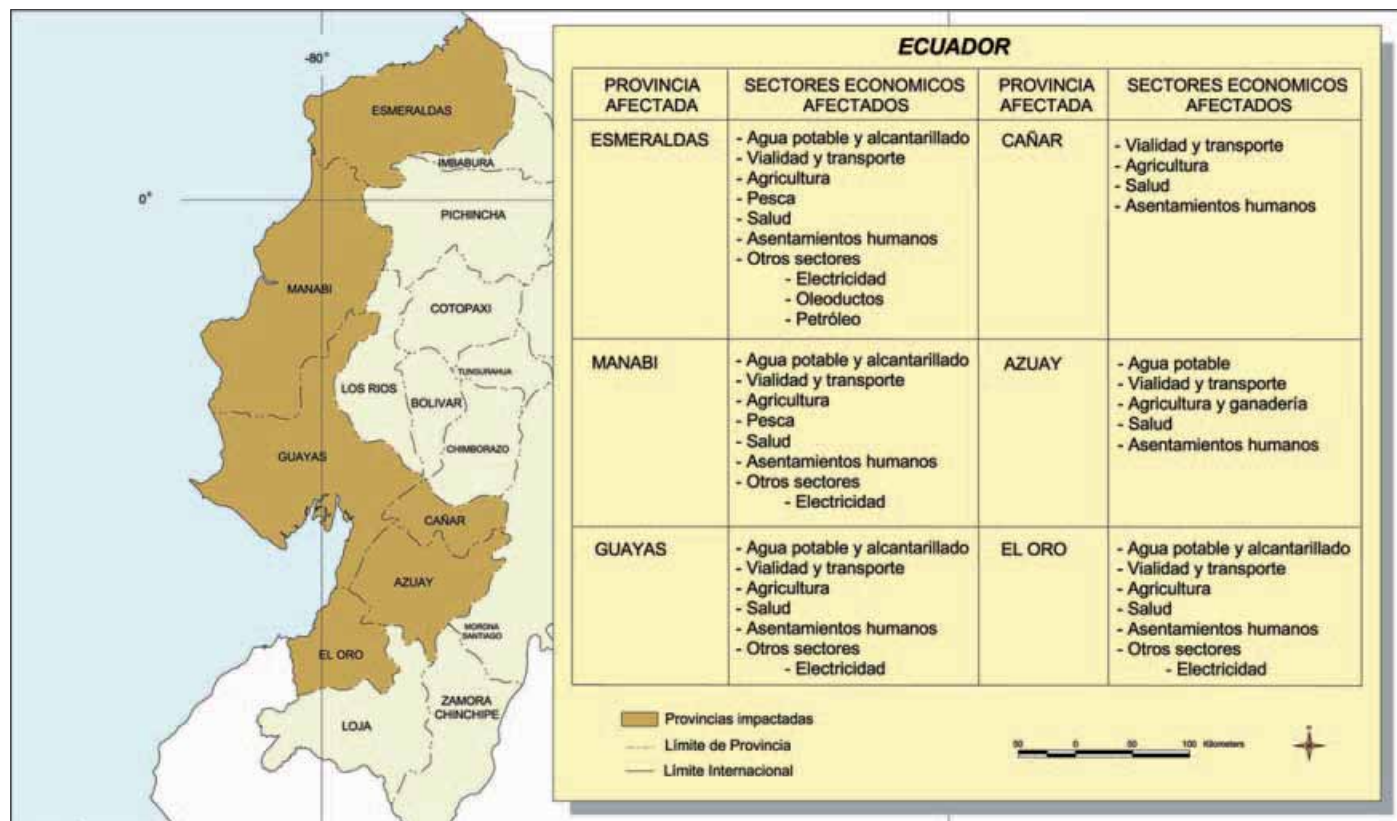 -80°
ESMERALDAS
IMBABURA
0°
PICHINCHA
MANABI
COTOPAXI
TUNGURAHUA
LOS RIOS
BOLIVAR
CHIMBORAZO
GUAYAS
CAÑAR
AZUAY
MORONA
SANTIAGO
EL ORO
ZAMORA
CHINCHIPE
LOJA
ECUADOR
PROVINCIA
AFECTADA
SECTORES ECONOMICOS
AFECTADOS
PROVINCIA
AFECTADA
SECTORES ECONOMICOS
AFECTADOS
ESMERALDAS
- Agua potable y alcantarillado
- Vialidad y transporte
- Agricultura
- Pesca
- Salud
- Asentamientos humanos
- Otros sectores
- Electricidad
- Oleoductos
- Petróleo
CAÑAR
- Vialidad y transporte
- Agricultura
- Salud
- Asentamientos humanos
MANABI
- Agua potable y alcantarillado
- Vialidad y transporte
- Agricultura
- Pesca
- Salud
- Asentamientos humanos
- Otros sectores
- Electricidad
AZUAY
- Agua potable
- Vialidad y transporte
- Agricultura y ganadería
- Salud
- Asentamientos humanos
GUAYAS
- Agua potable y alcantarillado
- Vialidad y transporte
- Agricultura
- Salud
- Asentamientos humanos
- Otros sectores
- Electricidad
EL ORO
- Agua potable y alcantarillado
- Vialidad y transporte
- Agricultura
- Salud
- Asentamientos humanos
- Otros sectores
- Electricidad
Provincias impactadas
Límite de Provincia
Límite Internacional
50 0 50 100 Kilometers